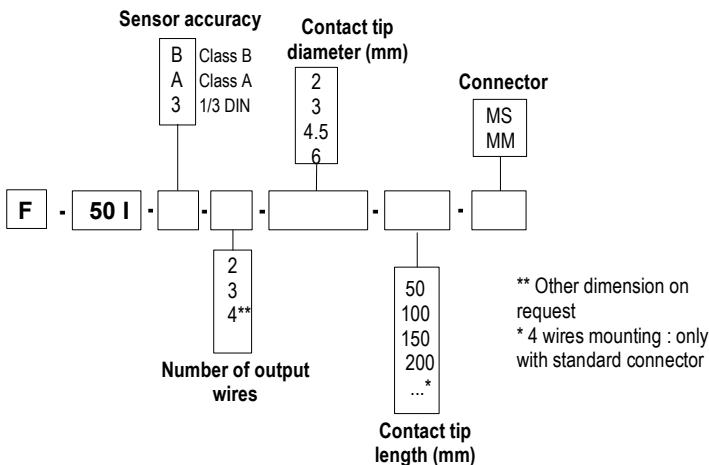 Sensor accuracy
B Class B
A Class A
3 1/3 DIN
Contact tip
diameter (mm)
2
3
4.5
6
Connector
MS
MM
F - 50 I - - - - -
2
3
4**
Number of output
wires
50
100
150
200
...*
Contact tip
length (mm)
** Other dimension on
request
* 4 wires mounting : only
with standard connector